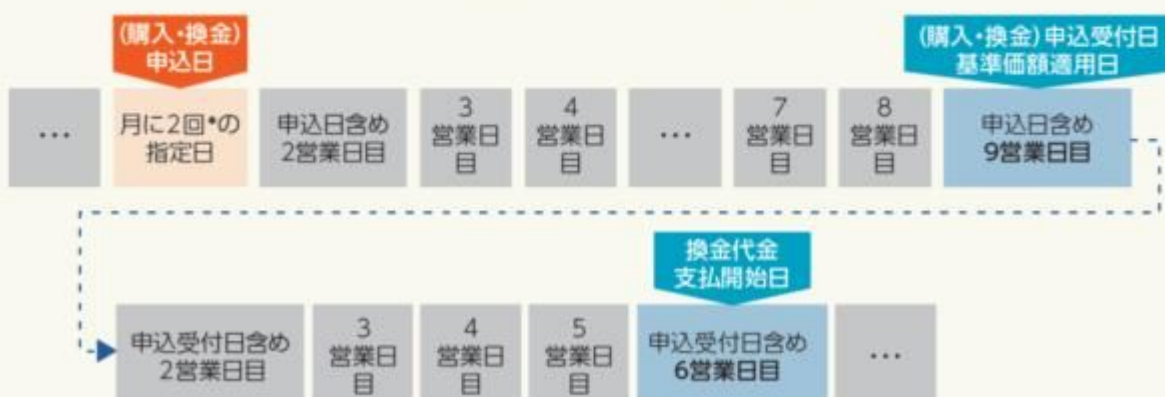 (購入・換金)
申込日
(購入・換金)申込受付日
基準価額適用日
…
月に2回*の
指定日
申込日含め
2営業日目
3
営業日
目
4
営業日
目
…
7
営業日
目
8
営業日
目
申込日含め
9営業日目
換金代金
支払開始日
申込受付日含め
2営業日目
3
営業日
目
4
営業日
目
5
営業日
目
申込受付日含め
6営業日目
…